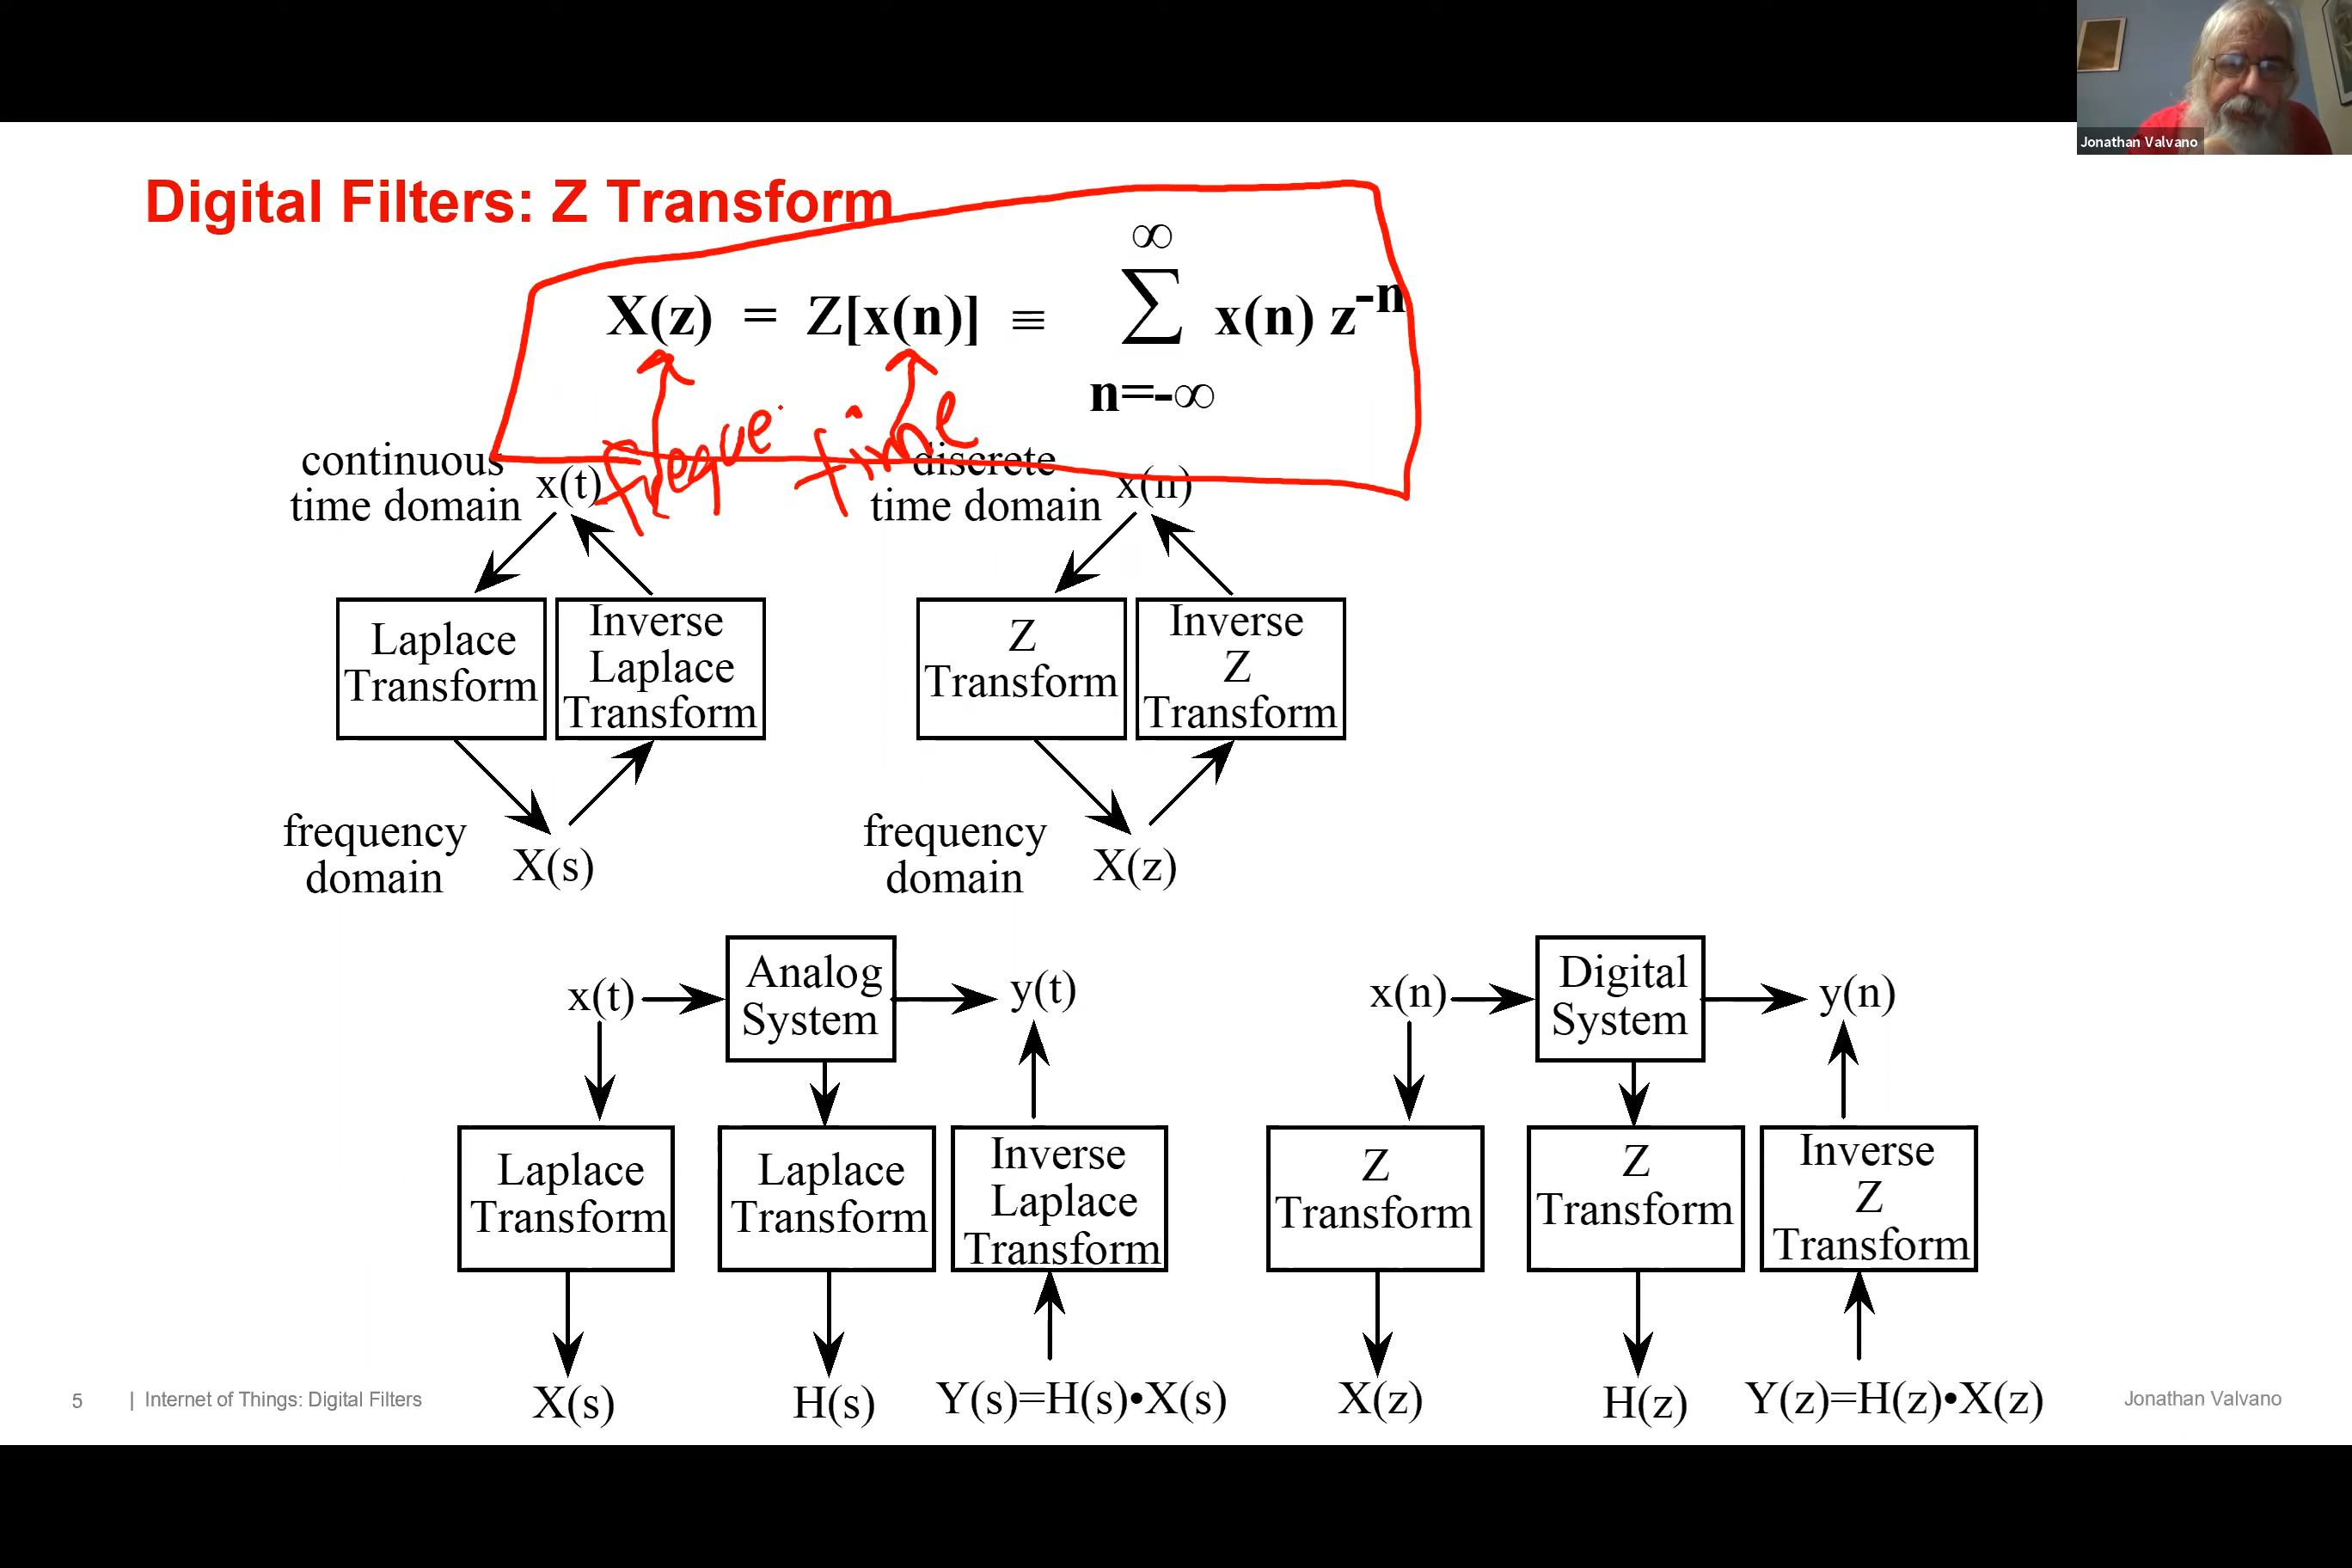 Jonathan Valvano
Digital Filters: Z Transform
X(z) = Z[x(n)] ≡ ∞ ∑ n=-∞ x(n) z^-n
freque time
continuous
time domain x(t)
discrete
time domain x(n)
Laplace
Transform
Inverse
Laplace
Transform
Z
Transform
Inverse
Z
Transform
frequency
domain X(s)
frequency
domain X(z)
x(t)
Analog
System
y(t)
x(n)
Digital
System
y(n)
Laplace
Transform
Laplace
Transform
Inverse
Laplace
Transform
Z
Transform
Z
Transform
Inverse
Z
Transform
X(s)
H(s)
Y(s)=H(s)•X(s)
X(z)
H(z)
Y(z)=H(z)•X(z)
5 | Internet of Things: Digital Filters
Jonathan Valvano